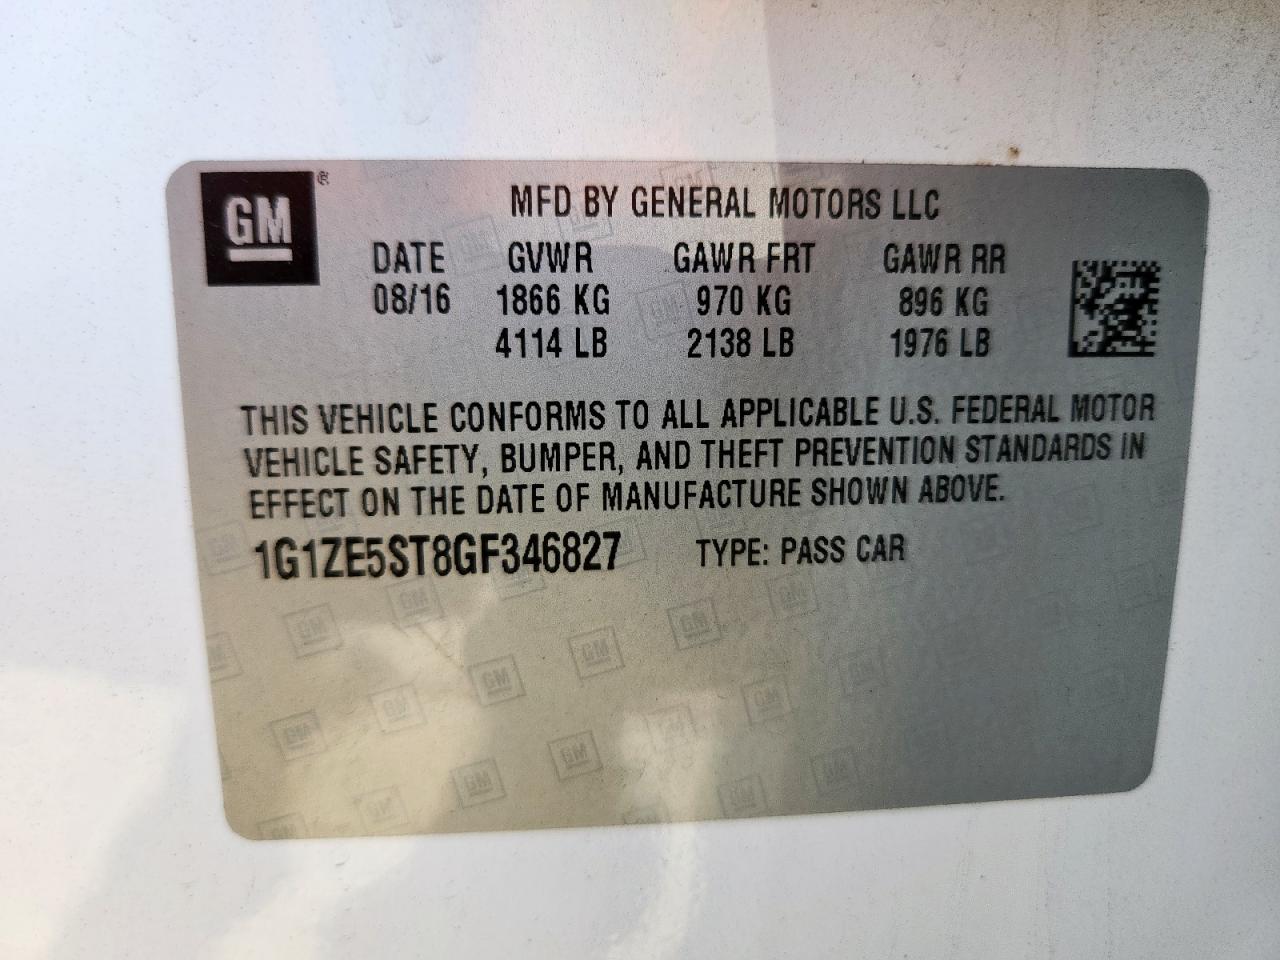 GM
MFD BY GENERAL MOTORS LLC
DATE GVWR GAWR FRT GAWR RR
08/16 1866 KG 970 KG 896 KG
4114 LB 2138 LB 1976 LB
THIS VEHICLE CONFORMS TO ALL APPLICABLE U.S. FEDERAL MOTOR
VEHICLE SAFETY, BUMPER, AND THEFT PREVENTION STANDARDS IN
EFFECT ON THE DATE OF MANUFACTURE SHOWN ABOVE.
1G1ZE5ST8GF346827 TYPE: PASS CAR